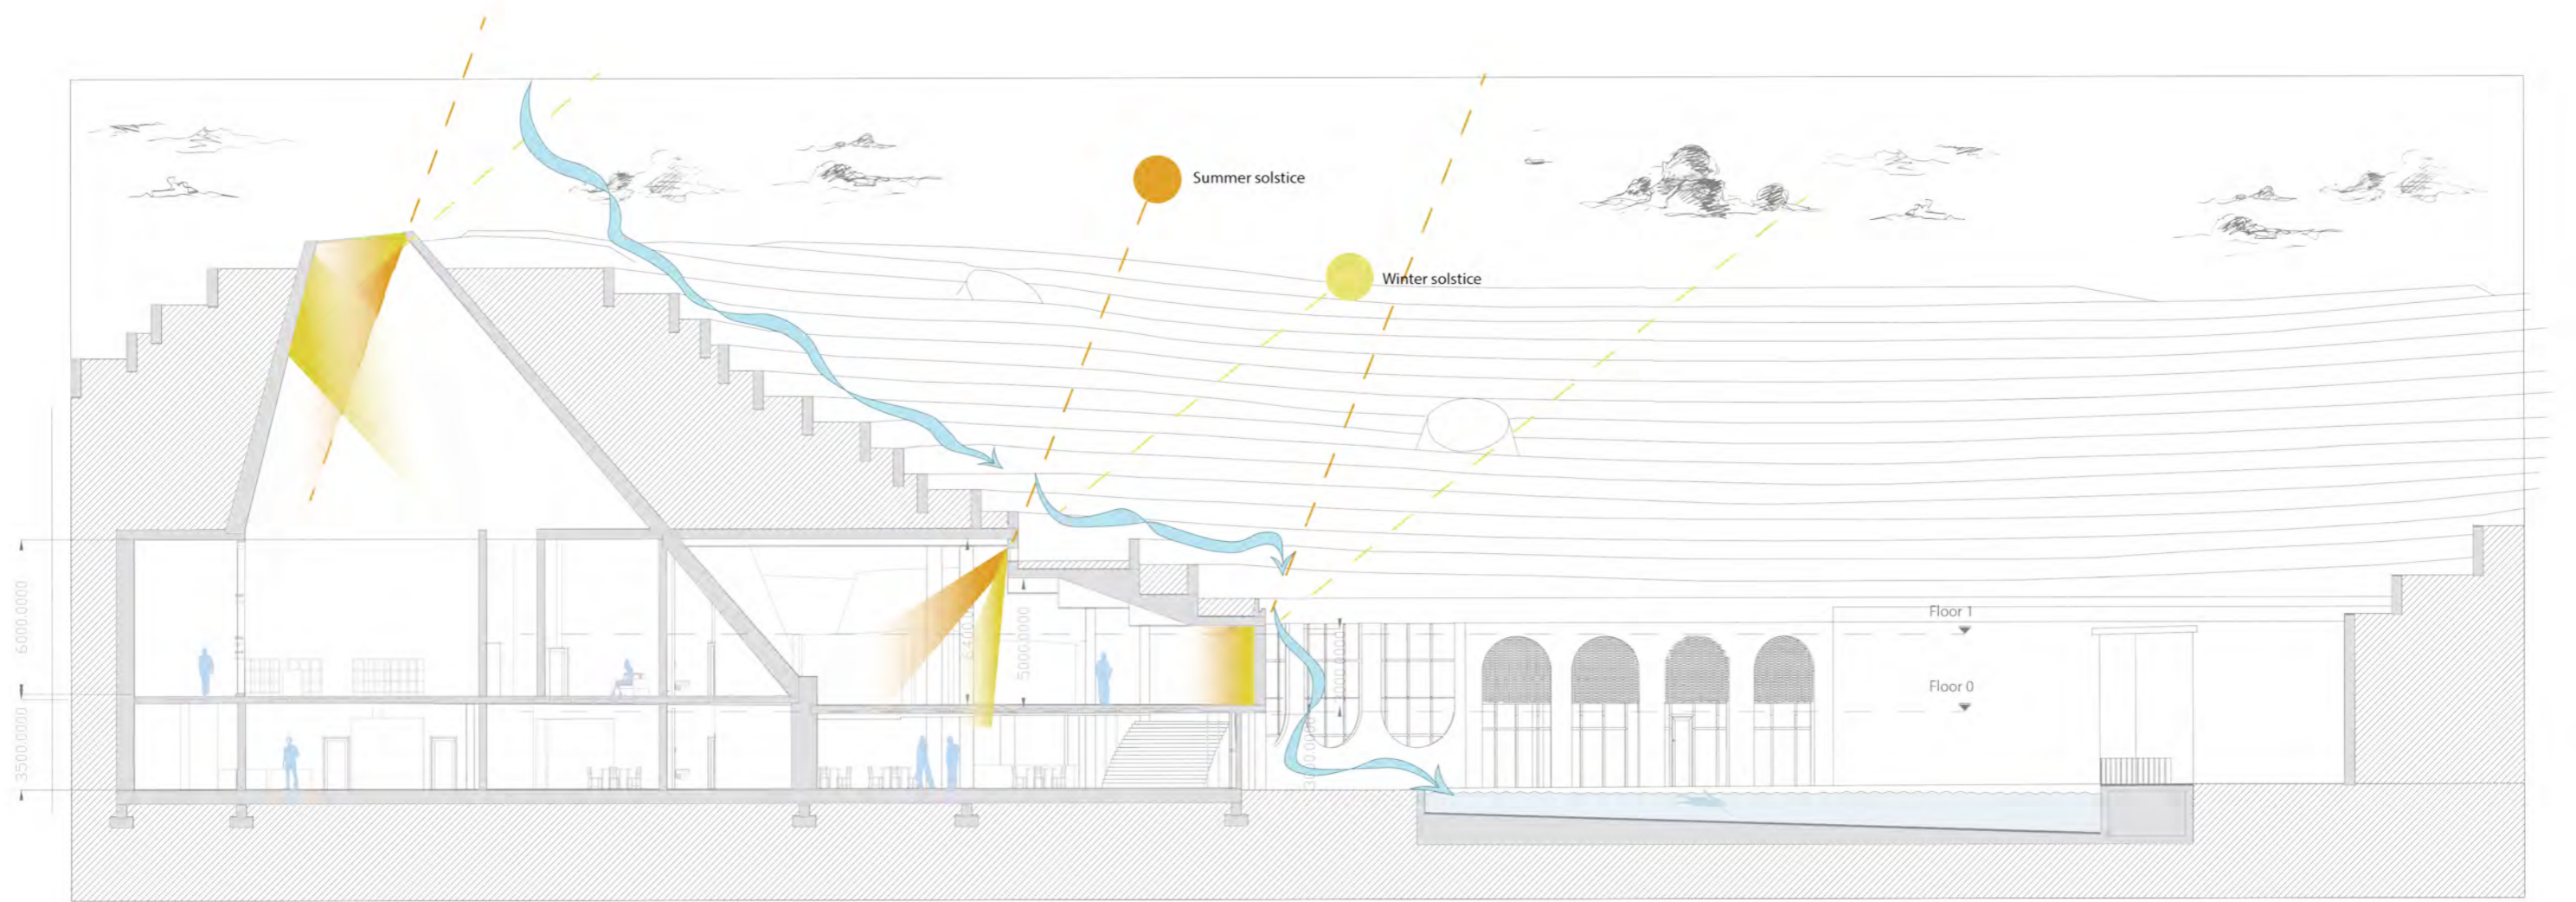 Summer solstice
Winter solstice
Floor 1
Floor 0
6000.0000
3500.0000
5000.0000